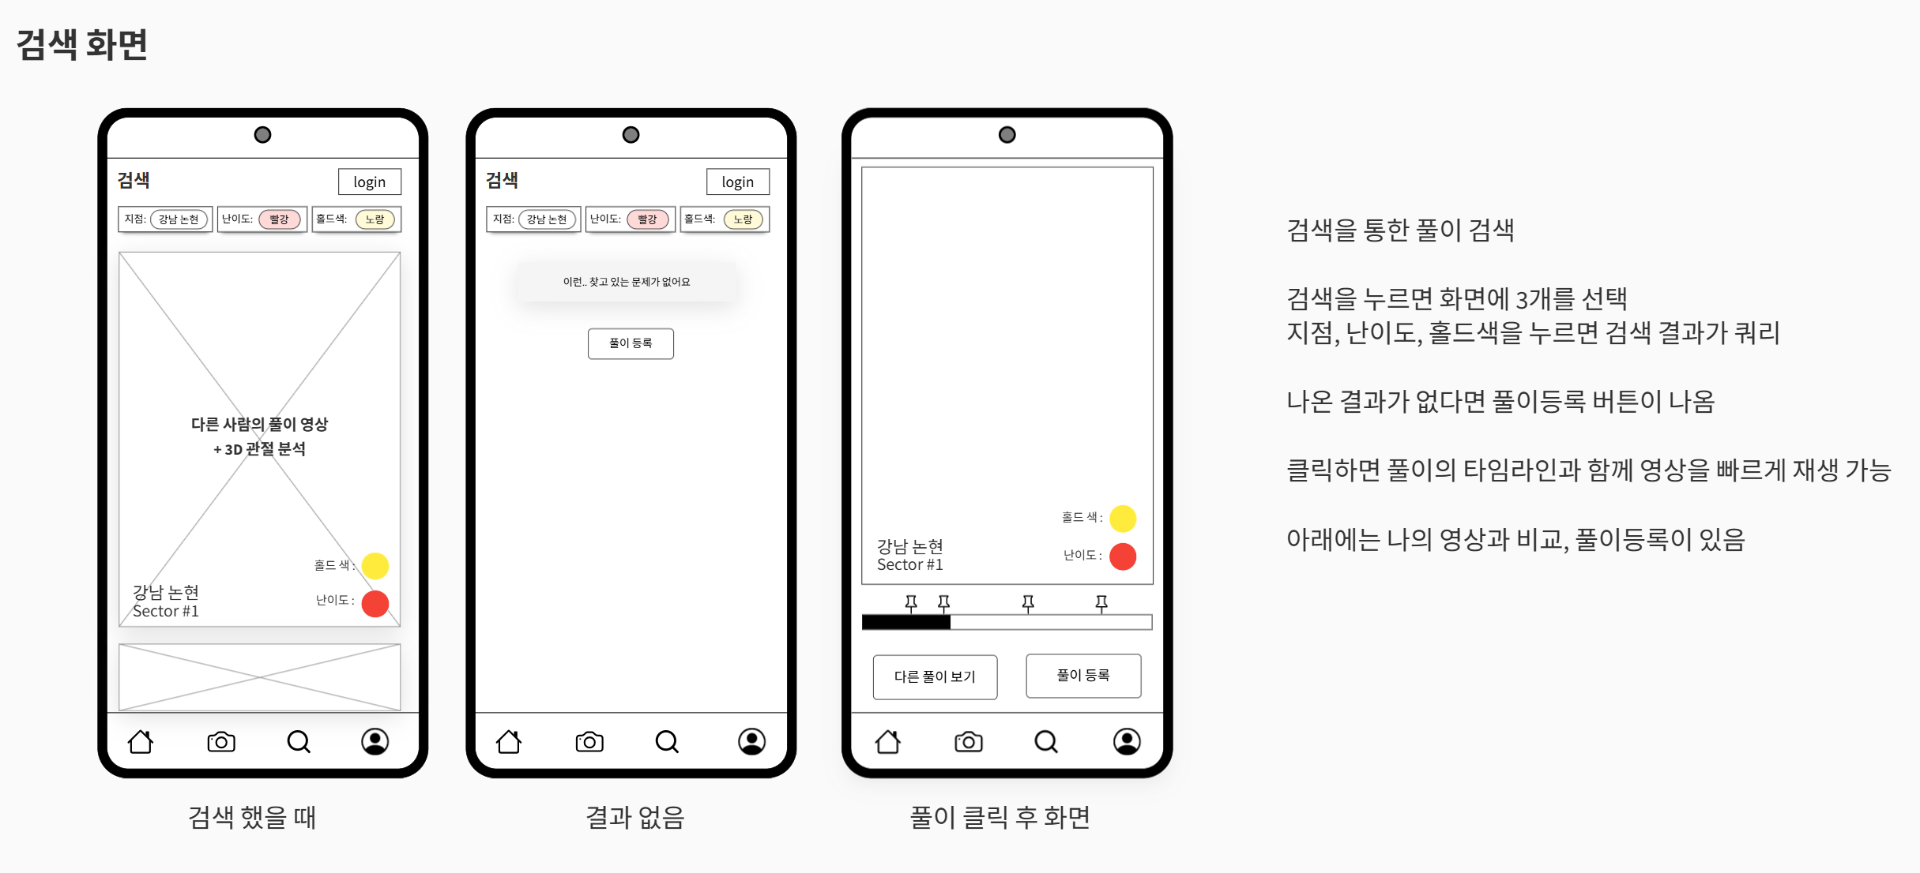 검색 화면
검색
login
지점: 강남 논현
난이도: 빨강
홀드색: 노랑
다른 사람의 풀이 영상
+ 3D 관절 분석
홀드 색 :
난이도 :
강남 논현
Sector #1
검색 했을 때
검색
login
지점: 강남 논현
난이도: 빨강
홀드색: 노랑
이런.. 찾고 있는 문제가 없어요
풀이 등록
결과 없음
홀드 색 :
난이도 :
강남 논현
Sector #1
다른 풀이 보기
풀이 등록
풀이 클릭 후 화면
검색을 통한 풀이 검색
검색을 누르면 화면에 3개를 선택
지점, 난이도, 홀드색을 누르면 검색 결과가 쿼리
나온 결과가 없다면 풀이등록 버튼이 나옴
클릭하면 풀이의 타임라인과 함께 영상을 빠르게 재생 가능
아래에는 나의 영상과 비교, 풀이등록이 있음